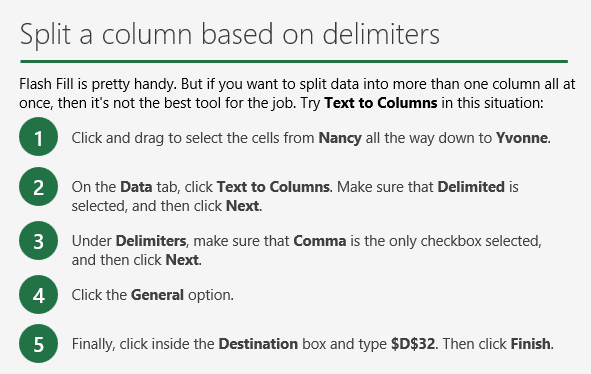 Split a column based on delimiters
Flash Fill is pretty handy. But if you want to split data into more than one column all at
once, then it's not the best tool for the job. Try Text to Columns in this situation:
1 Click and drag to select the cells from Nancy all the way down to Yvonne.
2 On the Data tab, click Text to Columns. Make sure that Delimited is
selected, and then click Next.
3 Under Delimiters, make sure that Comma is the only checkbox selected,
and then click Next.
4 Click the General option.
5 Finally, click inside the Destination box and type $D$32. Then click Finish.